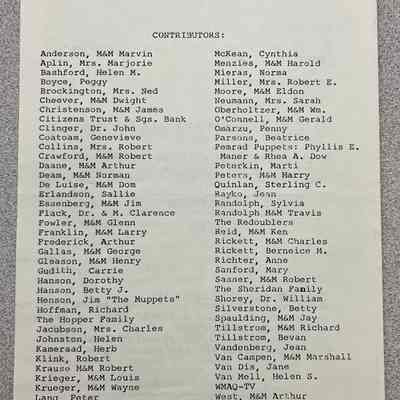 CONTRIBUTORS:
Anderson, M&M Marvin
Aplin, Mrs. Marjorie
Bashford, Helen M.
Boyce, Peggy
Brockington, Mrs. Ned
Cheever, M&M Dwight
Christenson, M&M James
Citizens Trust & Sgs. Bank
Clinger, Dr. John
Coatoam, Genevieve
Collins, Mrs. Robert
Crawford, M&M Robert
Daane, M&M Arthur
Deam, M&M Norman
De Luise, M&M Dom
Erlandson, Sallie
Essenberg, M&M Jim
Flack, Dr. & M. Clarence
Fowler, M&M Glenn
Franklin, M&M Larry
Frederick, Arthur
Gallas, M&M George
Gleason, M&M Henry
Gudith, Carrie
Hanson, Dorothy
Hanson, Betty J.
Henson, Jim "The Muppets"
Hoffman, Richard
The Hopper Family
Jacobson, Mrs. Charles
Johnston, Helen
Kameraad, Herb
Klink, Robert
Krause M&M Robert
Krieger, M&M Louis
Krueger, M&M Wayne
Lang, Peter
McKean, Cynthia
Menzies, M&M Harold
Mieras, Norma
Miller, Mrs. Robert E.
Moore, M&M Eldon
Neumann, Mrs. Sarah
Oberholtzer, M&M Wm.
O'Connell, M&M Gerald
Omarzu, Penny
Parsons, Beatrice
Pemrad Puppets: Phyllis E.
Maner & Rhea A. Dow
Peterkin, Marti
Peters, M&M Harry
Quinlan, Sterling C.
Rayko, Jean
Randolph, Sylvia
Randolph M&M Travis
The Redoublers
Reid, M&M Ken
Rickett, M&M Charles
Rickett, Berneice M.
Richter, Anne
Sanford, Mary
Sasser, M&M Robert
The Sheridan Family
Shorey, Dr. William
Silverstone, Betty
Spaulding, M&M Jay
Tillstrom, M&M Richard
Tillstrom, Bevan
Vandenberg, Jean
Van Campen, M&M Marshall
Van Dis, Jane
Van Mell, Helen S.
WMAQ-TV
West, M&M Arthur